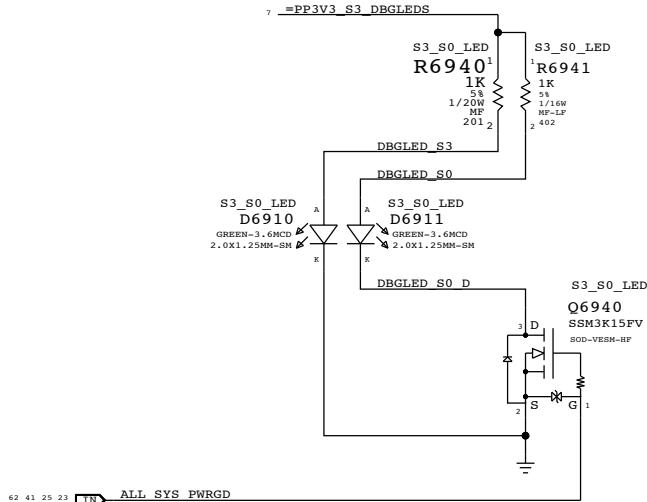 7 =PP3V3_S3_DBGLEDS
S3_S0_LED S3_S0_LED
R6940 1 1 R6941
1K 1K
5% 5%
1/20W 1/16W
MF MF-LF
201 2 2 402
DBGLED_S3
DBGLED_S0
S3_S0_LED A A S3_S0_LED
D6910 D6911
GREEN-3.6MCD GREEN-3.6MCD
2.0X1.25MM-SM 2.0X1.25MM-SM
K K
DBGLED_S0_D S3_S0_LED
Q6940
3 D SSM3K15FV
SOD-VESM-HF
2 S G 1
62 41 25 23 IN ALL_SYS_PWRGD